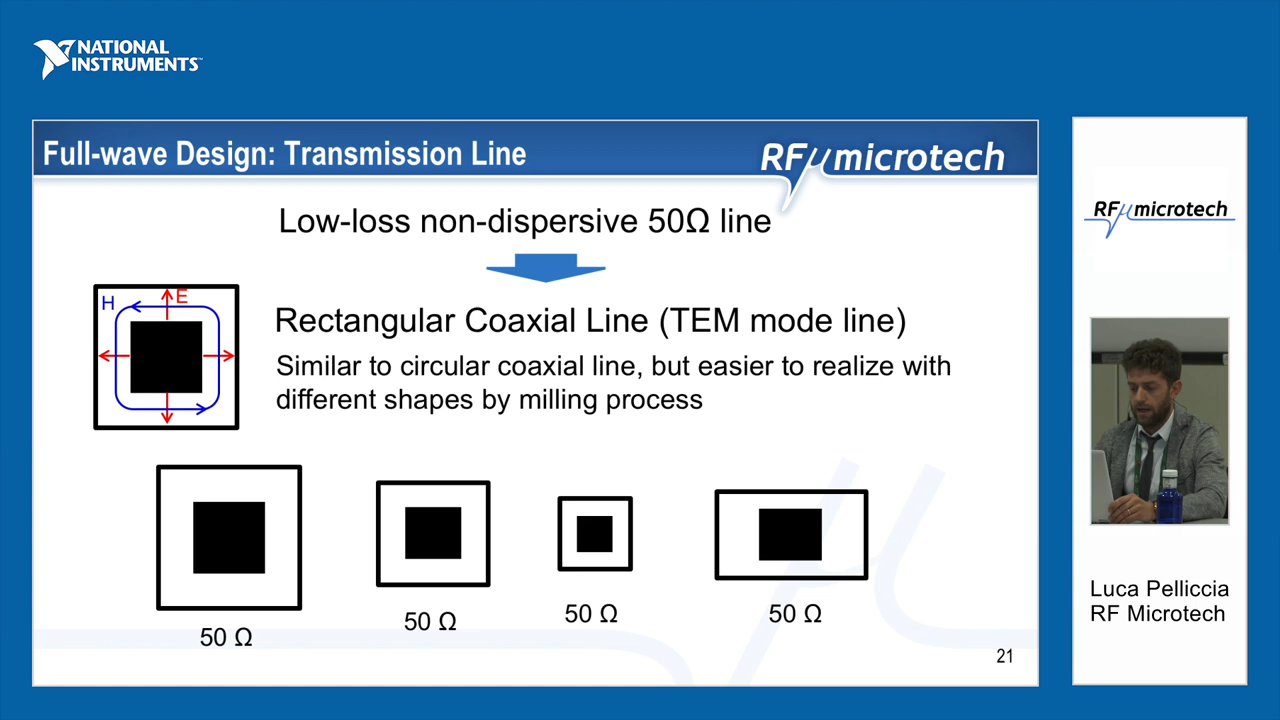 NATIONAL
INSTRUMENTS™
Full-wave Design: Transmission Line
RFμmicrotech
Low-loss non-dispersive 50Ω line
H
E
Rectangular Coaxial Line (TEM mode line)
Similar to circular coaxial line, but easier to realize with
different shapes by milling process
50 Ω
50 Ω
50 Ω
50 Ω
21
RFμmicrotech
Luca Pelliccia
RF Microtech